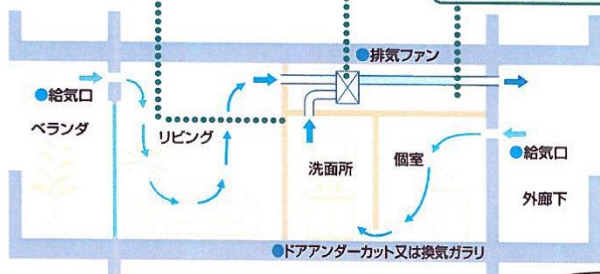 ●排気ファン
●給気口
ベランダ
リビング
洗面所
個室
●給気口
外廊下
●ドアアンダーカット又は換気ガラリ